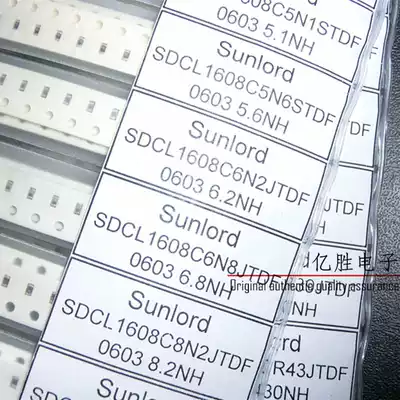 SDCL1608C5N1STDF
0603 5.1NH
Sunlord
SDCL1608C5N6STDF
0603 5.6NH
Sunlord
SDCL1608C6N2JTDF
0603 6.2NH
Sunlord
SDCL1608C6N8JTDF
0603 6.8NH
Sunlord
SDCL1608C8N2JTDF
0603 8.2NH
Sunlord
亿胜电子
Original authentic quality assurance
R43JTDF
30NH